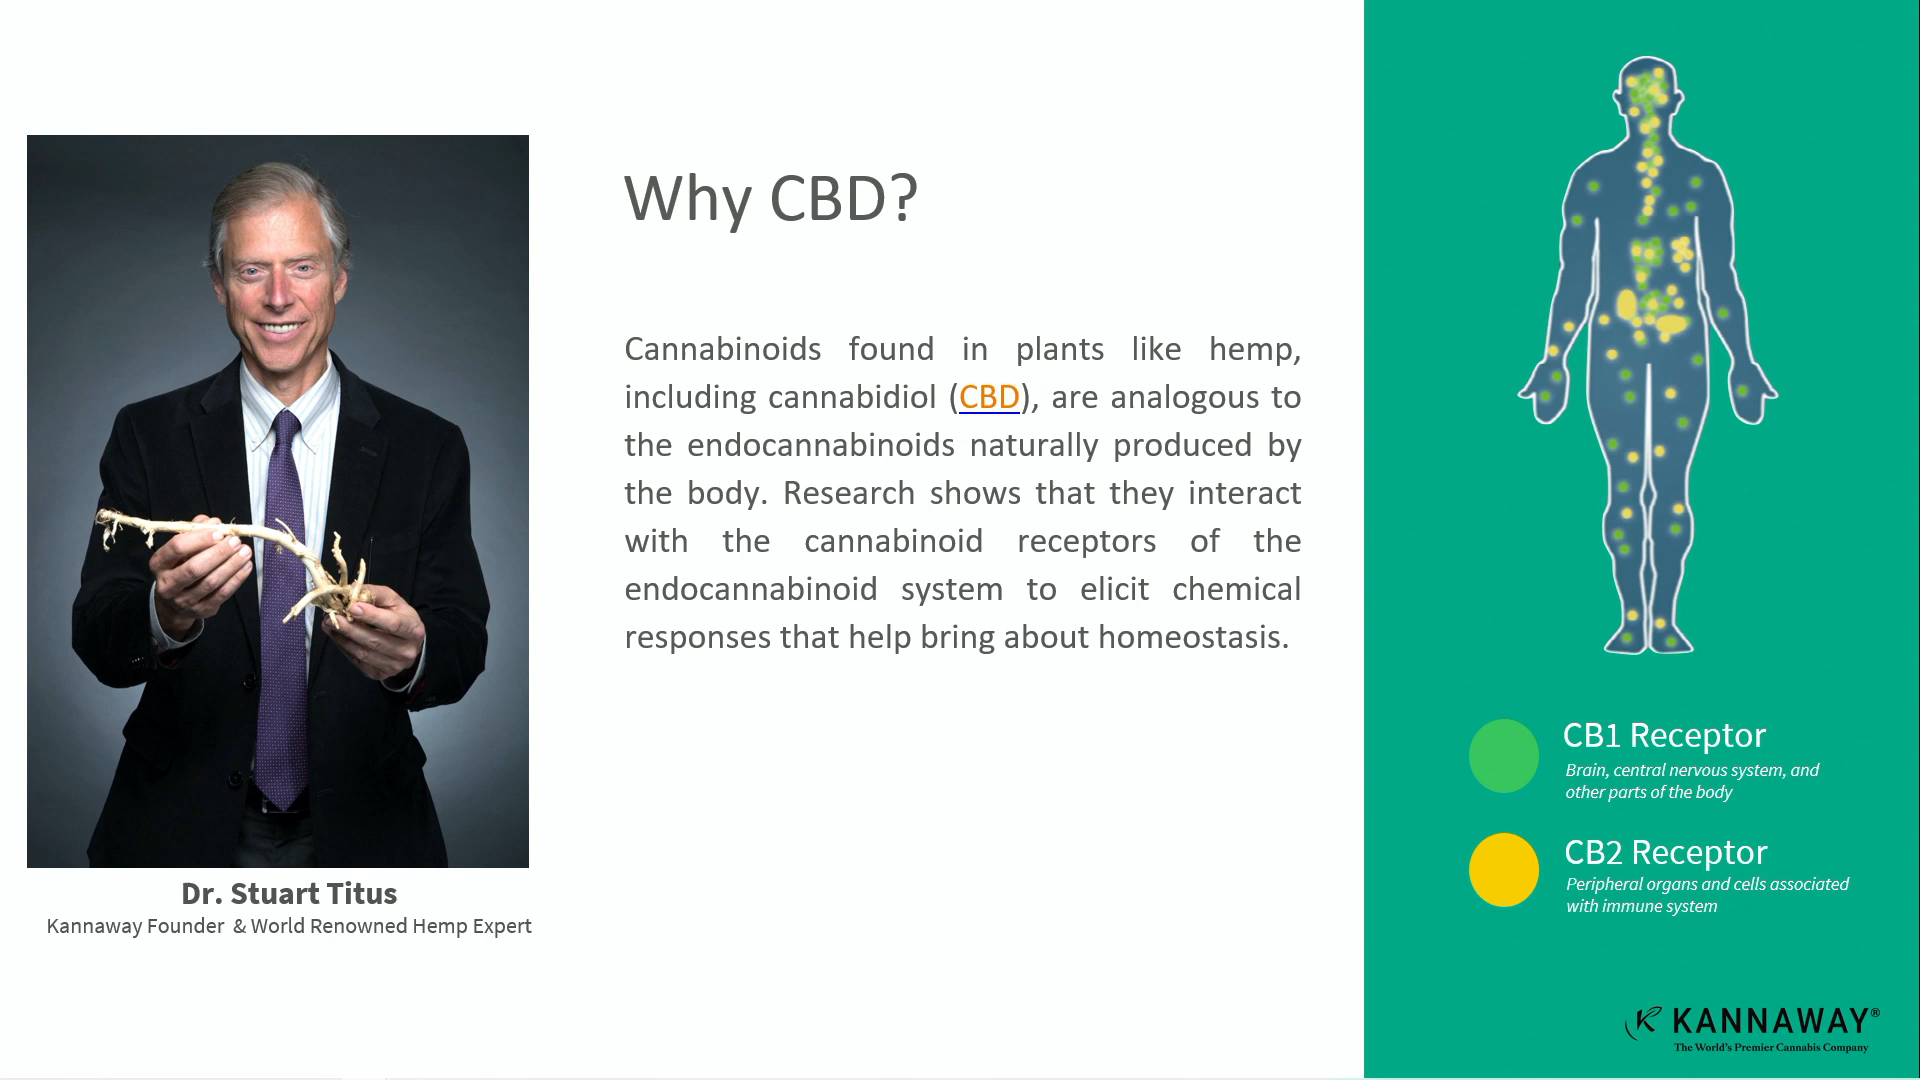 Why CBD?
Cannabinoids found in plants like hemp,
including cannabidiol (CBD), are analogous to
the endocannabinoids naturally produced by
the body. Research shows that they interact
with the cannabinoid receptors of the
endocannabinoid system to elicit chemical
responses that help bring about homeostasis.
Dr. Stuart Titus
Kannaway Founder & World Renowned Hemp Expert
CB1 Receptor
Brain, central nervous system, and
other parts of the body
CB2 Receptor
Peripheral organs and cells associated
with immune system
KANNAWAY®
The World's Premier Cannabis Company